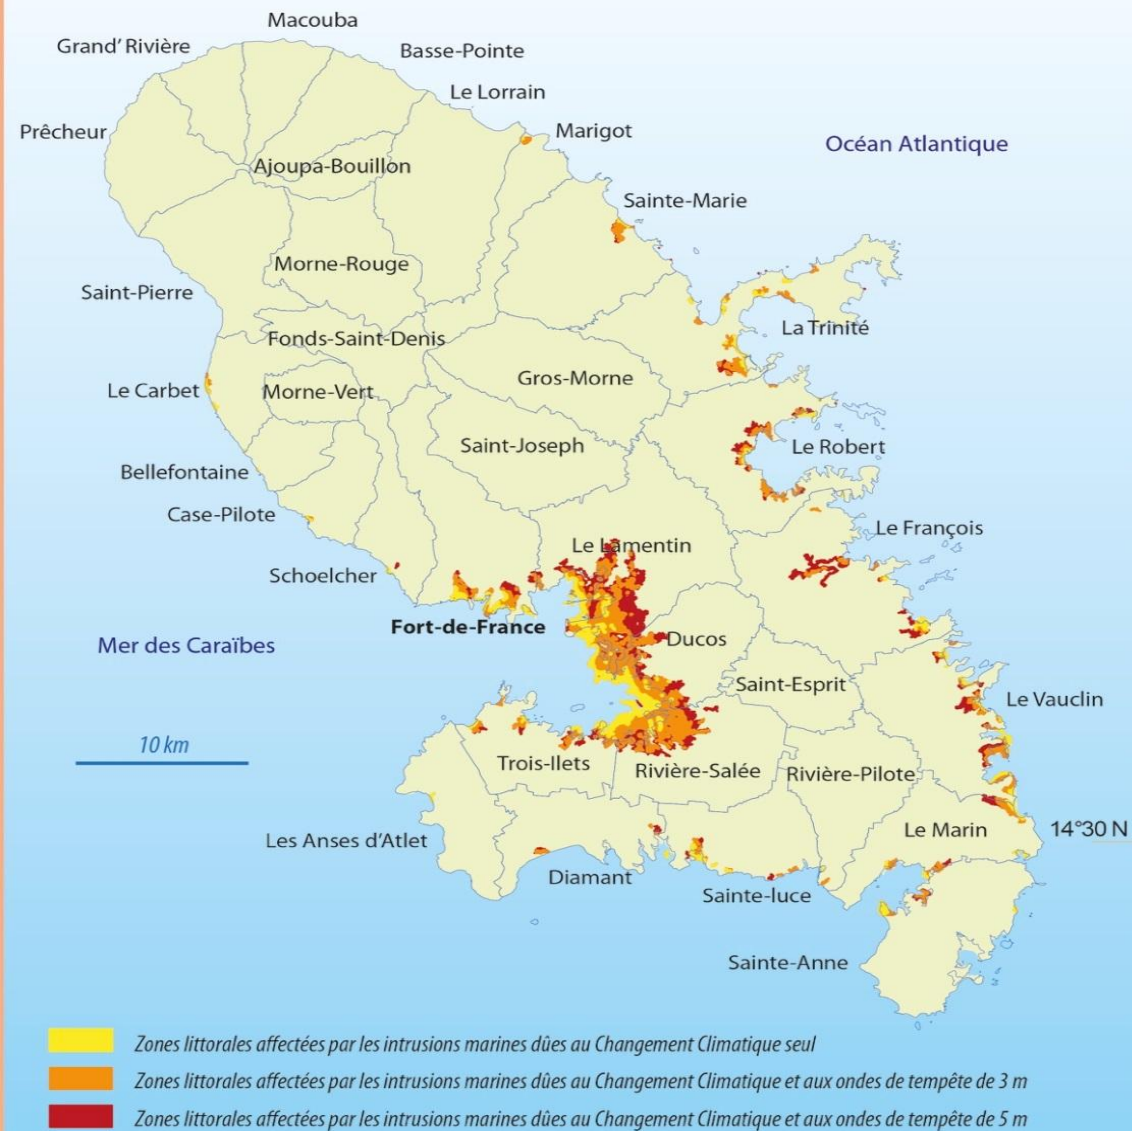 Macouba
Grand' Rivière
Basse-Pointe
Le Lorrain
Prêcheur
Marigot
Océan Atlantique
Ajoupa-Bouillon
Sainte-Marie
Morne-Rouge
Saint-Pierre
La Trinité
Fonds-Saint-Denis
Gros-Morne
Le Carbet
Morne-Vert
Saint-Joseph
Le Robert
Bellefontaine
Case-Pilote
Le François
Le Lamentin
Schoelcher
Fort-de-France
Ducos
Mer des Caraïbes
Saint-Esprit
Le Vauclin
10 km
Trois-Ilets
Rivière-Salée
Rivière-Pilote
Le Marin
14°30 N
Les Anses d'Atlet
Diamant
Sainte-luce
Sainte-Anne
Zones littorales affectées par les intrusions marines dûes au Changement Climatique seul
Zones littorales affectées par les intrusions marines dûes au Changement Climatique et aux ondes de tempête de 3 m
Zones littorales affectées par les intrusions marines dûes au Changement Climatique et aux ondes de tempête de 5 m